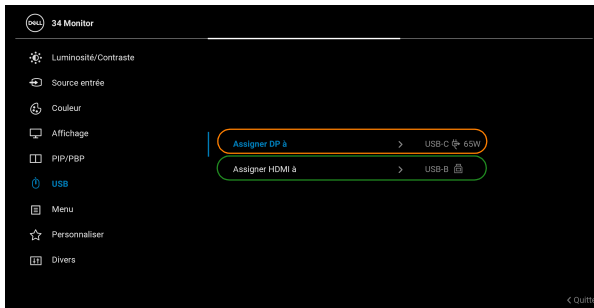 DELL 34 Monitor
Luminosité/Contraste
Source entrée
Couleur
Affichage
PIP/PBP
USB
Menu
Personnaliser
Divers
Assigner DP à > USB-C 65W
Assigner HDMI à > USB-B
< Quitte